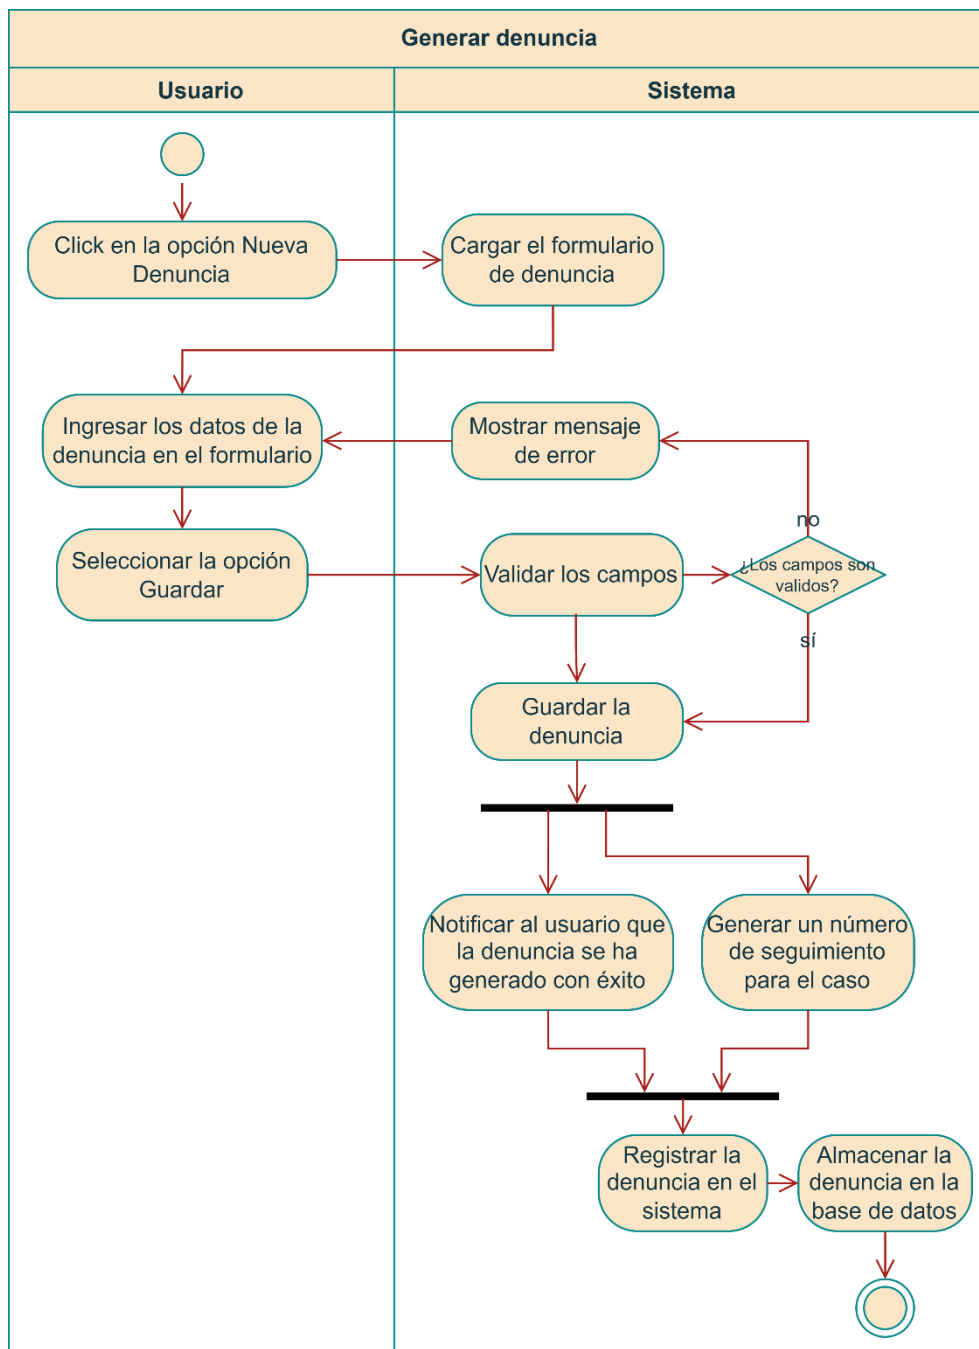 Generar denuncia
Usuario
Sistema
Click en la opción Nueva
Denuncia
Cargar el formulario
de denuncia
Ingresar los datos de la
denuncia en el formulario
Mostrar mensaje
de error
no
Seleccionar la opción
Guardar
Validar los campos
¿Los campos son
validos?
sí
Guardar la
denuncia
Notificar al usuario que
la denuncia se ha
generado con éxito
Generar un número
de seguimiento
para el caso
Registrar la
denuncia en el
sistema
Almacenar la
denuncia en la
base de datos